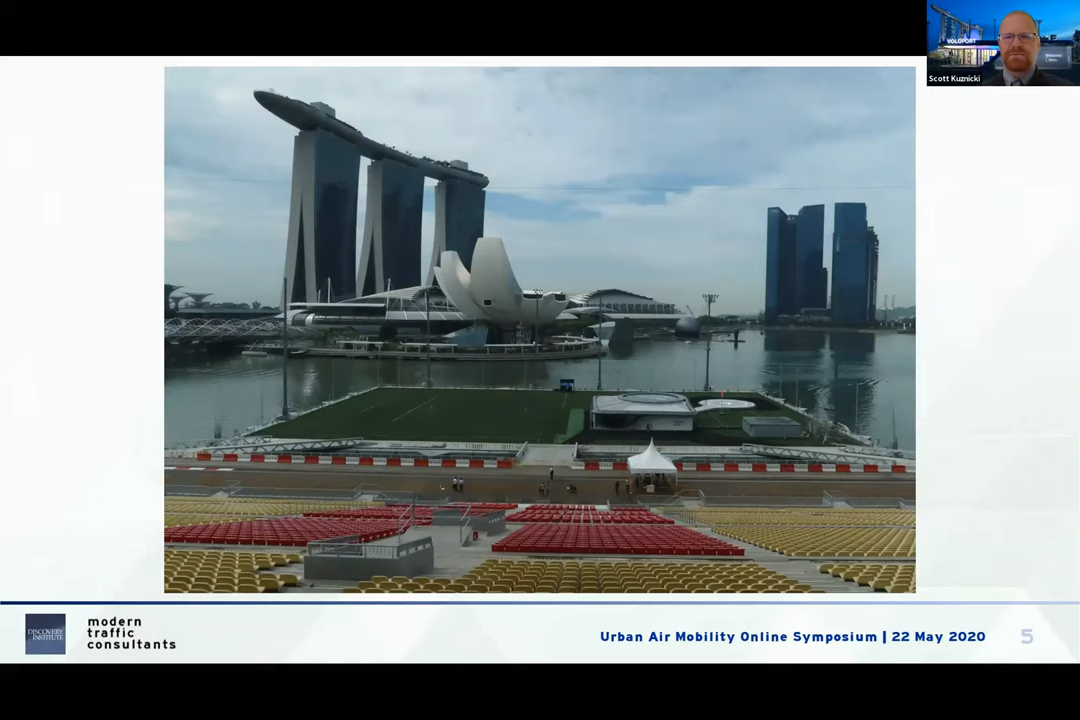 VOLOPORT
Scott Kuznicki
DISCOVERY
INSTITUTE
modern
traffic
consultants
Urban Air Mobility Online Symposium | 22 May 2020
5